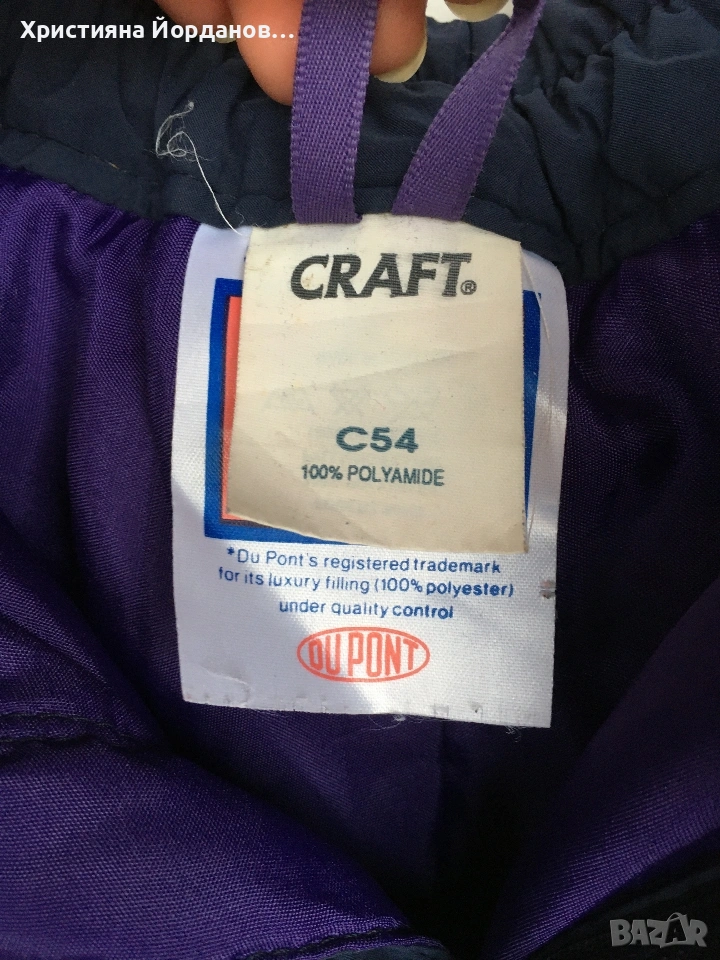 Християна Йорданов...
CRAFT®
C54
100% POLYAMIDE
*Du Pont's registered trademark
for its luxury filling (100% polyester)
under quality control
DU PONT
BAZAR